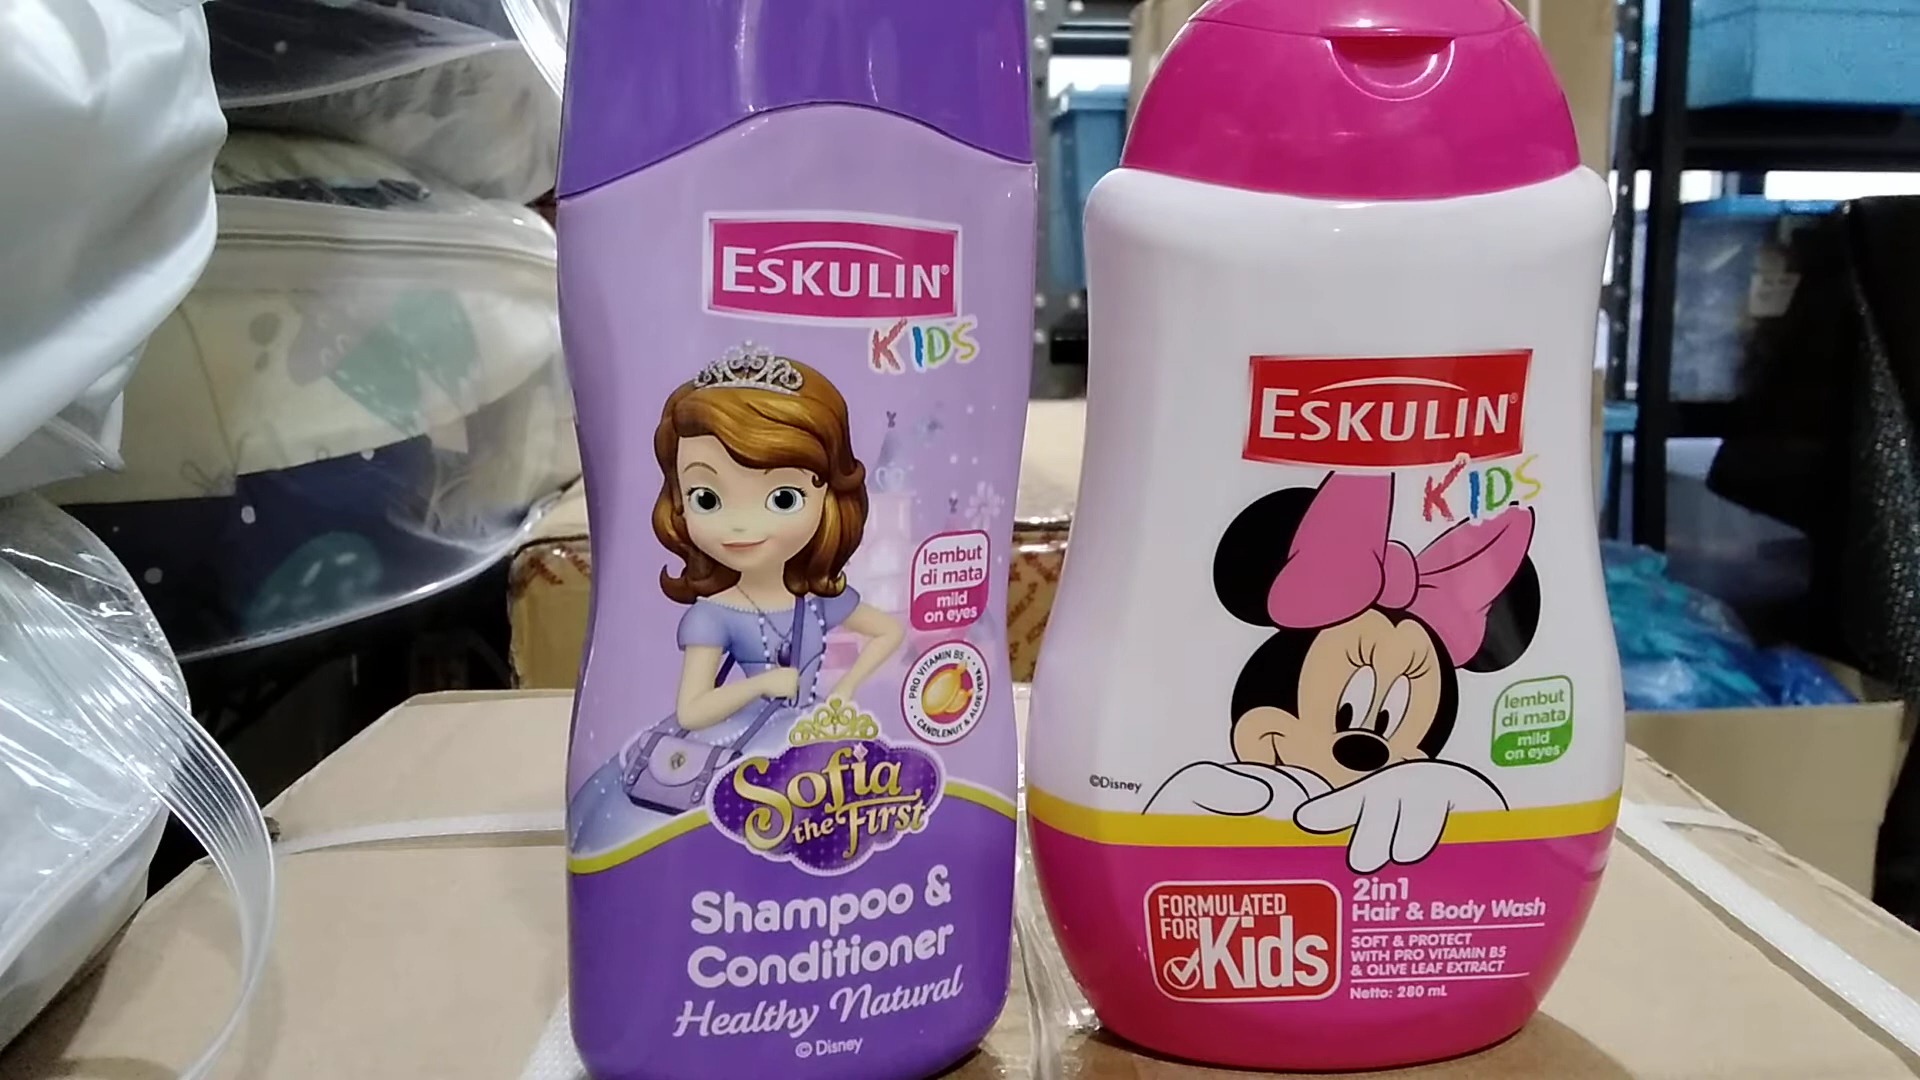 ESKULIN®
KIDS
lembut
di mata
mild
on eyes
PRO VITAMIN B5
CANDLENUT & ALOE VERA
Sofia
the First
Shampoo &
Conditioner
Healthy Natural
© Disney
ESKULIN®
KIDS
lembut
di mata
mild
on eyes
©Disney
FORMULATED
FOR
Kids
2in1
Hair & Body Wash
SOFT & PROTECT
WITH PRO VITAMIN B5
& OLIVE LEAF EXTRACT
Netto: 280 mL